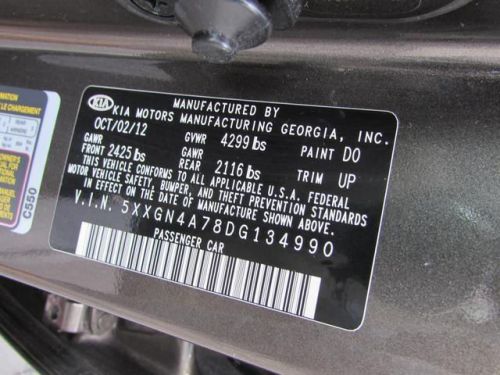 MANUFACTURED BY
KIA KIA MOTORS MANUFACTURING GEORGIA, INC.
OCT/02/12 GVWR 4299 lbs PAINT D0
GAWR GAWR
FRONT 2425 lbs REAR 2116 lbs TRIM UP
THIS VEHICLE CONFORMS TO ALL APPLICABLE U.S.A. FEDERAL
MOTOR VEHICLE SAFETY, BUMPER, AND THEFT PREVENTION STANDARDS
IN EFFECT ON THE DATE OF MANUFACTURE SHOWN ABOVE.
V.I.N. 5XXGN4A78DG134990
PASSENGER CAR
LE CHARGEMENT
C550